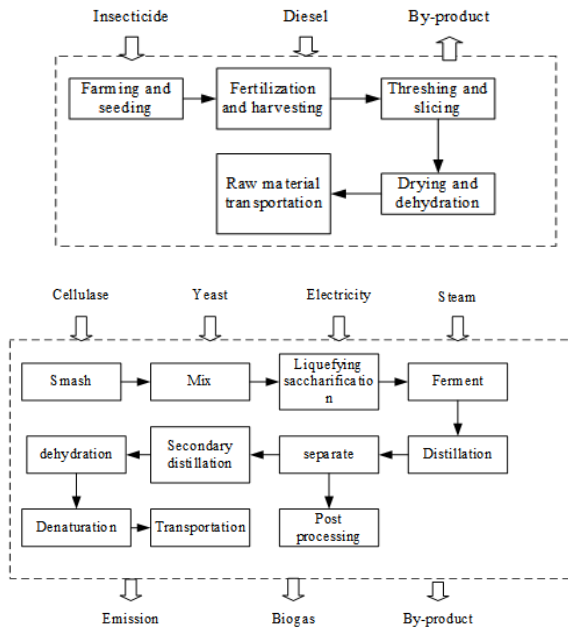 Insecticide Diesel By-product
Farming and
seeding
Fertilization
and harvesting
Threshing and
slicing
Raw material
transportation
Drying and
dehydration
Cellulase Yeast Electricity Steam
Smash
Mix
Liquefying
saccharificatio
n
Ferment
dehydration
Secondary
distillation
separate
Distillation
Denaturation
Transportation
Post
processing
Emission Biogas By-product